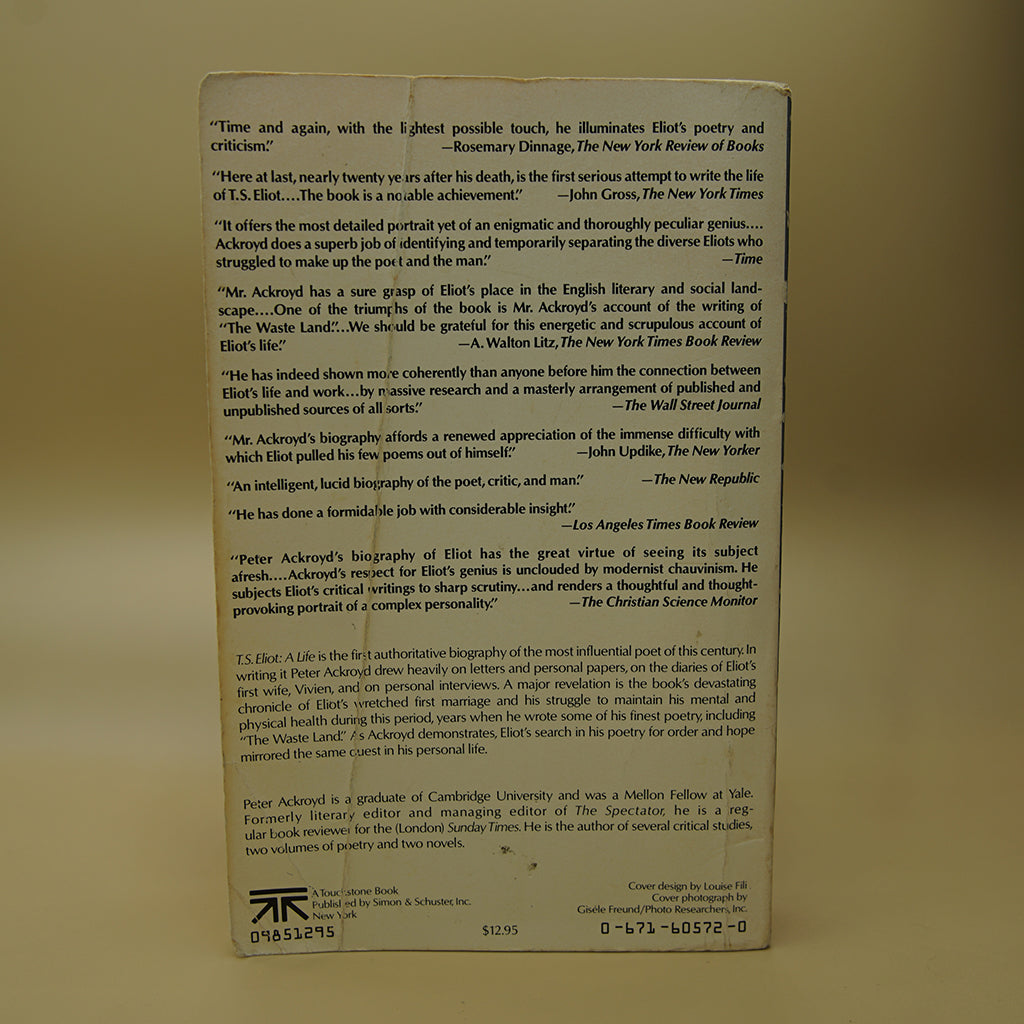 “Time and again, with the lightest possible touch, he illuminates Eliot’s poetry and
criticism.” —Rosemary Dinnage, The New York Review of Books
“Here at last, nearly twenty years after his death, is the first serious attempt to write the life
of T.S. Eliot....The book is a notable achievement.” —John Gross, The New York Times
“It offers the most detailed portrait yet of an enigmatic and thoroughly peculiar genius....
Ackroyd does a superb job of identifying and temporarily separating the diverse Eliots who
struggled to make up the poet and the man.” —Time
“Mr. Ackroyd has a sure grasp of Eliot’s place in the English literary and social land-
scape....One of the triumphs of the book is Mr. Ackroyd’s account of the writing of
“The Waste Land.”...We should be grateful for this energetic and scrupulous account of
Eliot’s life.” —A. Walton Litz, The New York Times Book Review
“He has indeed shown more coherently than anyone before him the connection between
Eliot’s life and work...by massive research and a masterly arrangement of published and
unpublished sources of all sorts.” —The Wall Street Journal
“Mr. Ackroyd’s biography affords a renewed appreciation of the immense difficulty with
which Eliot pulled his few poems out of himself.” —John Updike, The New Yorker
“An intelligent, lucid biography of the poet, critic, and man.” —The New Republic
“He has done a formidable job with considerable insight.”
—Los Angeles Times Book Review
“Peter Ackroyd’s biography of Eliot has the great virtue of seeing its subject
afresh....Ackroyd’s respect for Eliot’s genius is unclouded by modernist chauvinism. He
subjects Eliot’s critical writings to sharp scrutiny...and renders a thoughtful and thought-
provoking portrait of a complex personality.” —The Christian Science Monitor
T.S. Eliot: A Life is the first authoritative biography of the most influential poet of this century. In
writing it Peter Ackroyd drew heavily on letters and personal papers, on the diaries of Eliot’s
first wife, Vivien, and on personal interviews. A major revelation is the book’s devastating
chronicle of Eliot’s wretched first marriage and his struggle to maintain his mental and
physical health during this period, years when he wrote some of his finest poetry, including
“The Waste Land.” As Ackroyd demonstrates, Eliot’s search in his poetry for order and hope
mirrored the same quest in his personal life.
Peter Ackroyd is a graduate of Cambridge University and was a Mellon Fellow at Yale.
Formerly literary editor and managing editor of The Spectator, he is a reg-
ular book reviewer for the (London) Sunday Times. He is the author of several critical studies,
two volumes of poetry and two novels.
A Touchstone Book
Published by Simon & Schuster, Inc.
New York
09851295
$12.95
Cover design by Louise Fili
Cover photograph by
Gisèle Freund/Photo Researchers, Inc.
0-671-60572-0